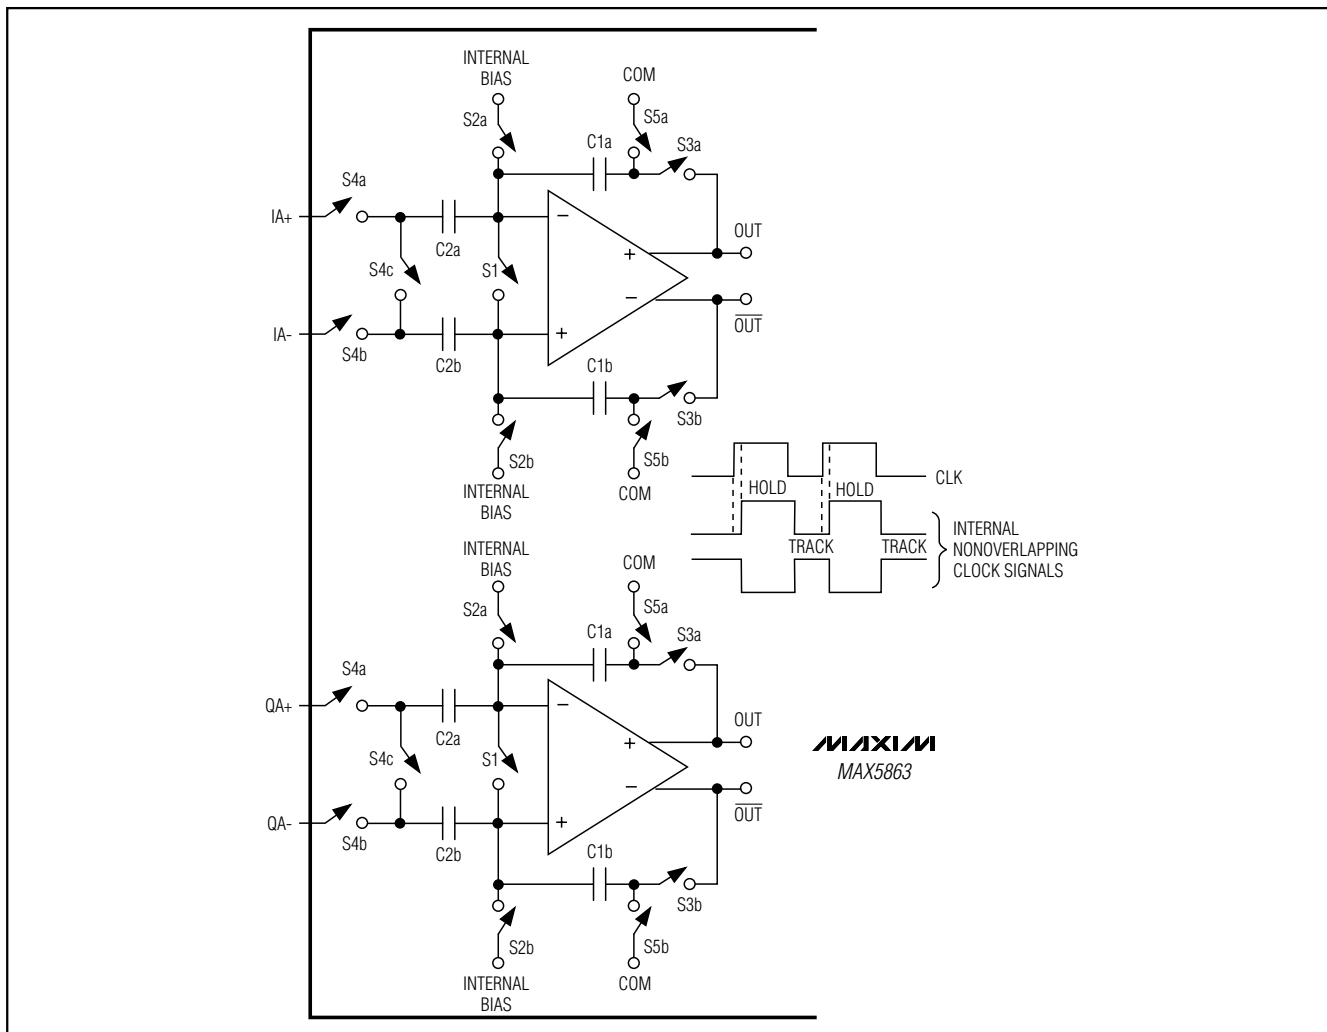 INTERNAL
BIAS
COM
S2a
S5a
C1a
S3a
S4a
IA+
−
C2a
OUT
+
S4c
S1
−
IA-
+
OUT
S4b
C2b
C1b
S3b
S2b
S5b
INTERNAL
BIAS
COM
CLK
HOLD
HOLD
TRACK
TRACK
INTERNAL
NONOVERLAPPING
CLOCK SIGNALS
INTERNAL
BIAS
COM
S2a
S5a
C1a
S3a
S4a
QA+
−
C2a
OUT
+
S4c
S1
MAXIM
MAX5863
−
OUT
QA-
+
S4b
C2b
C1b
S3b
S2b
S5b
INTERNAL
BIAS
COM